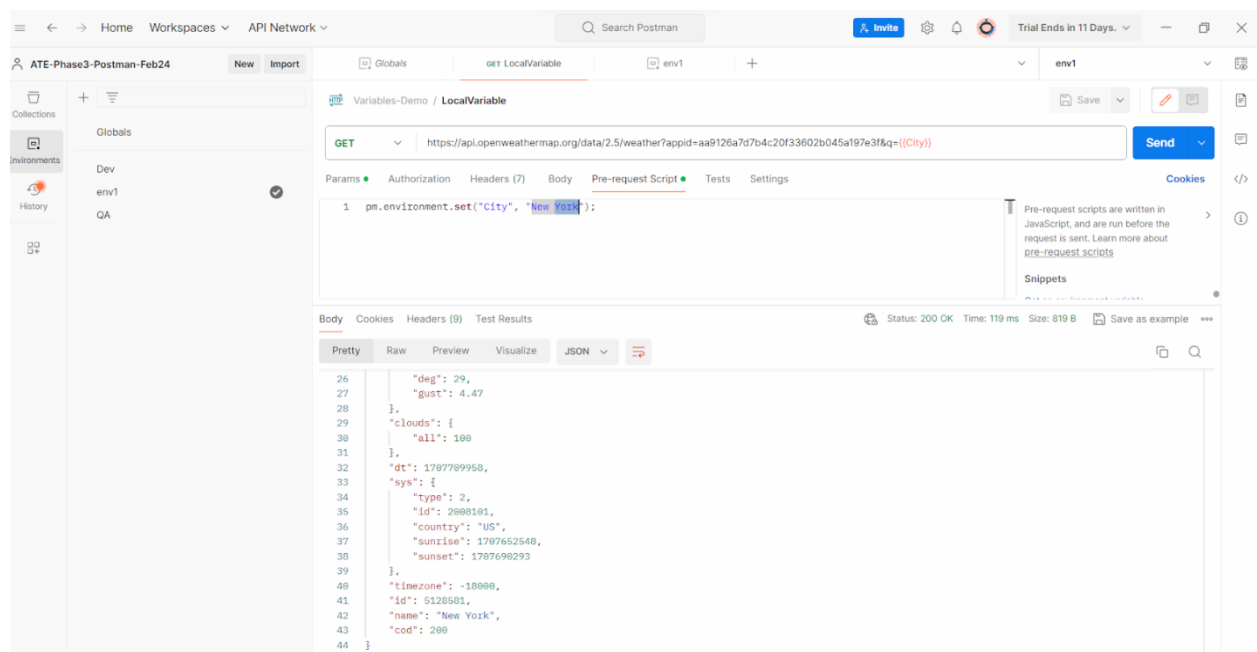 Home Workspaces API Network Search Postman Invite Trial Ends in 11 Days.
ATE-Phase3-Postman-Feb24 New Import Globals GET LocalVariable env1 env1
Collections
Environments
History
Globals
Dev
env1
QA
HTTP Variables-Demo / LocalVariable Save
GET https://api.openweathermap.org/data/2.5/weather?appid=aa9126a7d7b4c20f33602b045a197e3f&q={{City}} Send
Params Authorization Headers (7) Body Pre-request Script Tests Settings Cookies
1 pm.environment.set("City", "New York");
Pre-request scripts are written in
JavaScript, and are run before the
request is sent. Learn more about
pre-request scripts
Snippets
Body Cookies Headers (9) Test Results Status: 200 OK Time: 119 ms Size: 819 B Save as example
Pretty Raw Preview Visualize JSON
26 "deg": 29,
27 "gust": 4.47
28 },
29 "clouds": {
30 "all": 100
31 },
32 "dt": 1707709958,
33 "sys": {
34 "type": 2,
35 "id": 2008101,
36 "country": "US",
37 "sunrise": 1707652548,
38 "sunset": 1707690293
39 },
40 "timezone": -18000,
41 "id": 5128581,
42 "name": "New York",
43 "cod": 200
44 }